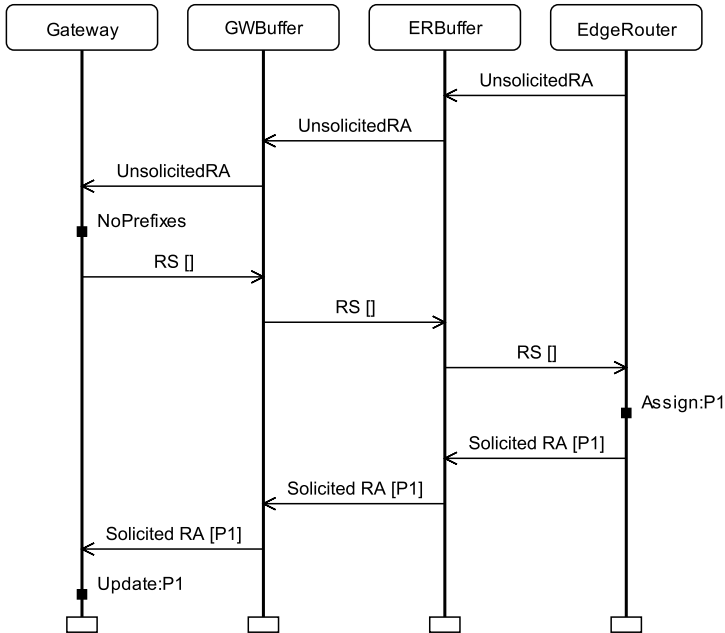 Gateway
GWBuffer
ERBuffer
EdgeRouter
UnsolicitedRA
UnsolicitedRA
UnsolicitedRA
NoPrefixes
RS []
RS []
RS []
Assign:P1
Solicited RA [P1]
Solicited RA [P1]
Solicited RA [P1]
Update:P1